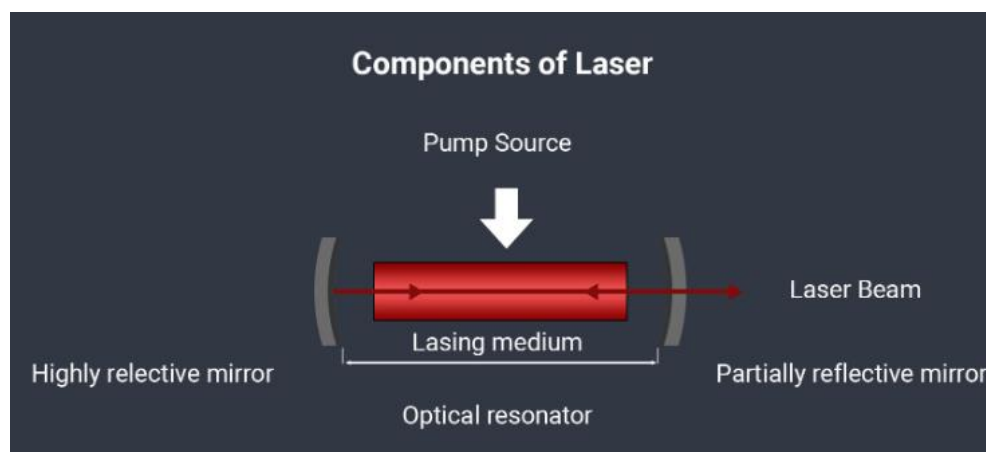 Components of Laser
Pump Source
Laser Beam
Lasing medium
Highly relective mirror
Partially reflective mirror
Optical resonator